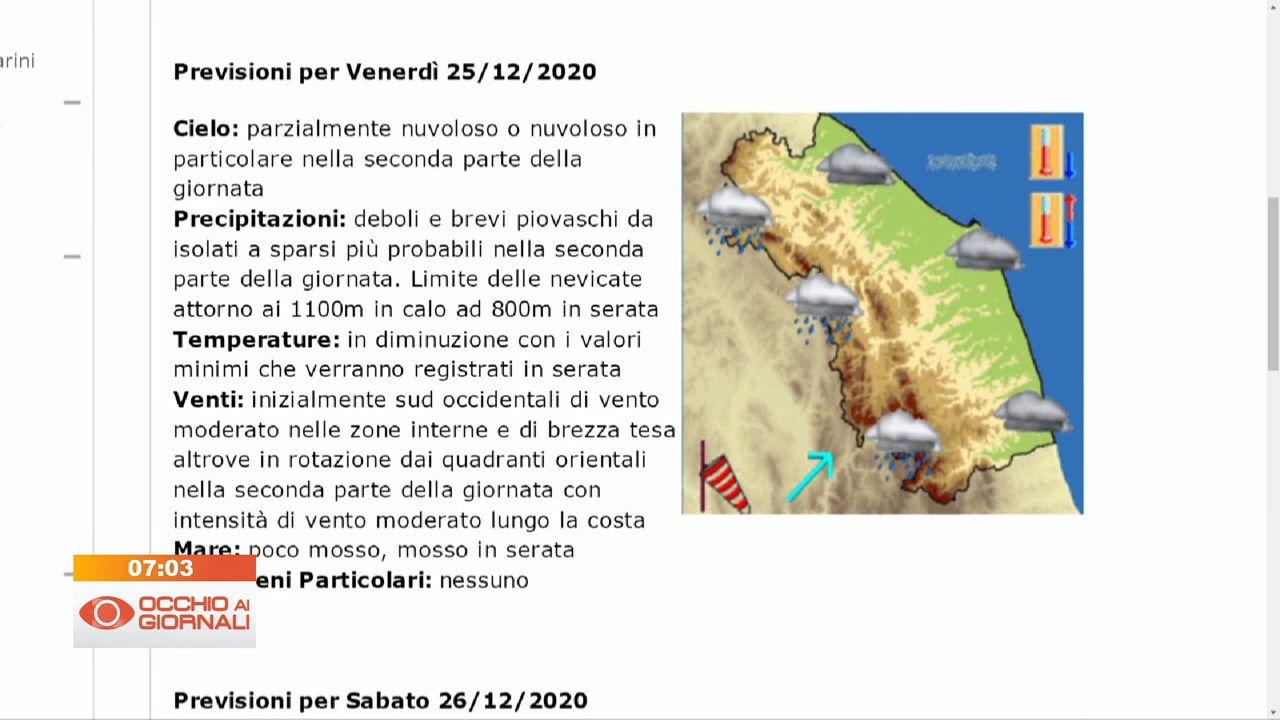 arini
Previsioni per Venerdì 25/12/2020
Cielo: parzialmente nuvoloso o nuvoloso in
particolare nella seconda parte della
giornata
Precipitazioni: deboli e brevi piovaschi da
isolati a sparsi più probabili nella seconda
parte della giornata. Limite delle nevicate
attorno ai 1100m in calo ad 800m in serata
Temperature: in diminuzione con i valori
minimi che verranno registrati in serata
Venti: inizialmente sud occidentali di vento
moderato nelle zone interne e di brezza tesa
altrove in rotazione dai quadranti orientali
nella seconda parte della giornata con
intensità di vento moderato lungo la costa
Mare: poco mosso, mosso in serata
eni Particolari: nessuno
07:03
OCCHIO AI
GIORNALI
Previsioni per Sabato 26/12/2020